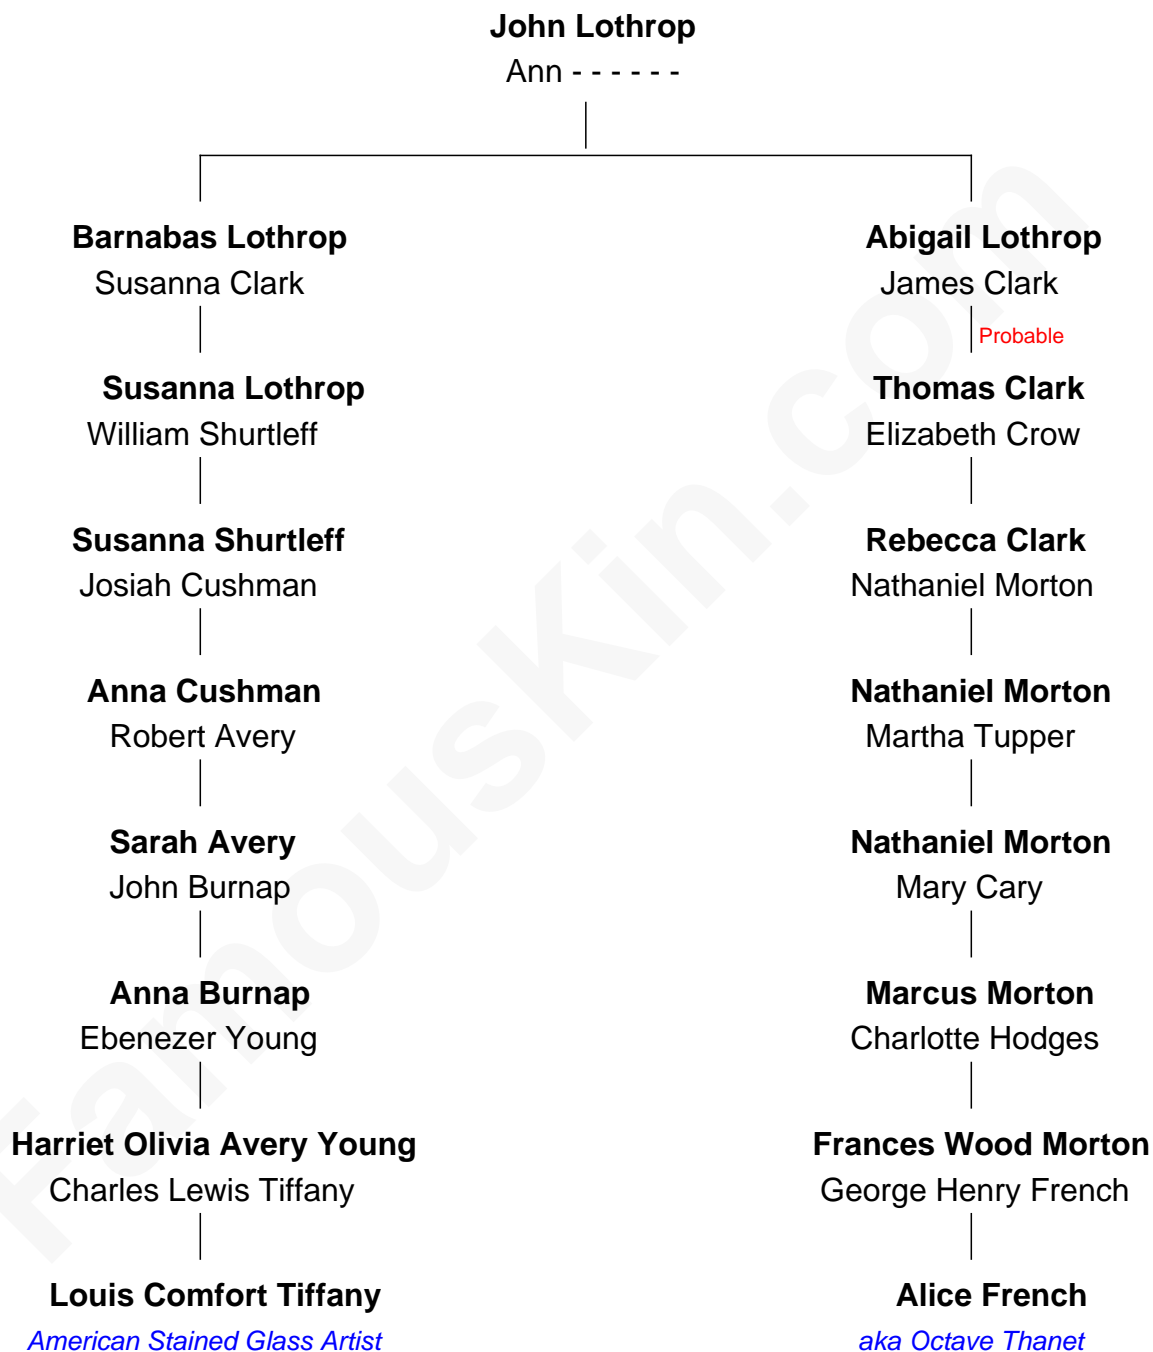 John Lothrop
Ann - - - - - -
Barnabas Lothrop
Susanna Clark
Abigail Lothrop
James Clark
Probable
Susanna Lothrop
William Shurtleff
Thomas Clark
Elizabeth Crow
Susanna Shurtleff
Josiah Cushman
Rebecca Clark
Nathaniel Morton
Anna Cushman
Robert Avery
Nathaniel Morton
Martha Tupper
Sarah Avery
John Burnap
Nathaniel Morton
Mary Cary
Anna Burnap
Ebenezer Young
Marcus Morton
Charlotte Hodges
Harriet Olivia Avery Young
Charles Lewis Tiffany
Frances Wood Morton
George Henry French
Louis Comfort Tiffany
American Stained Glass Artist
Alice French
aka Octave Thanet
FamousKin.com